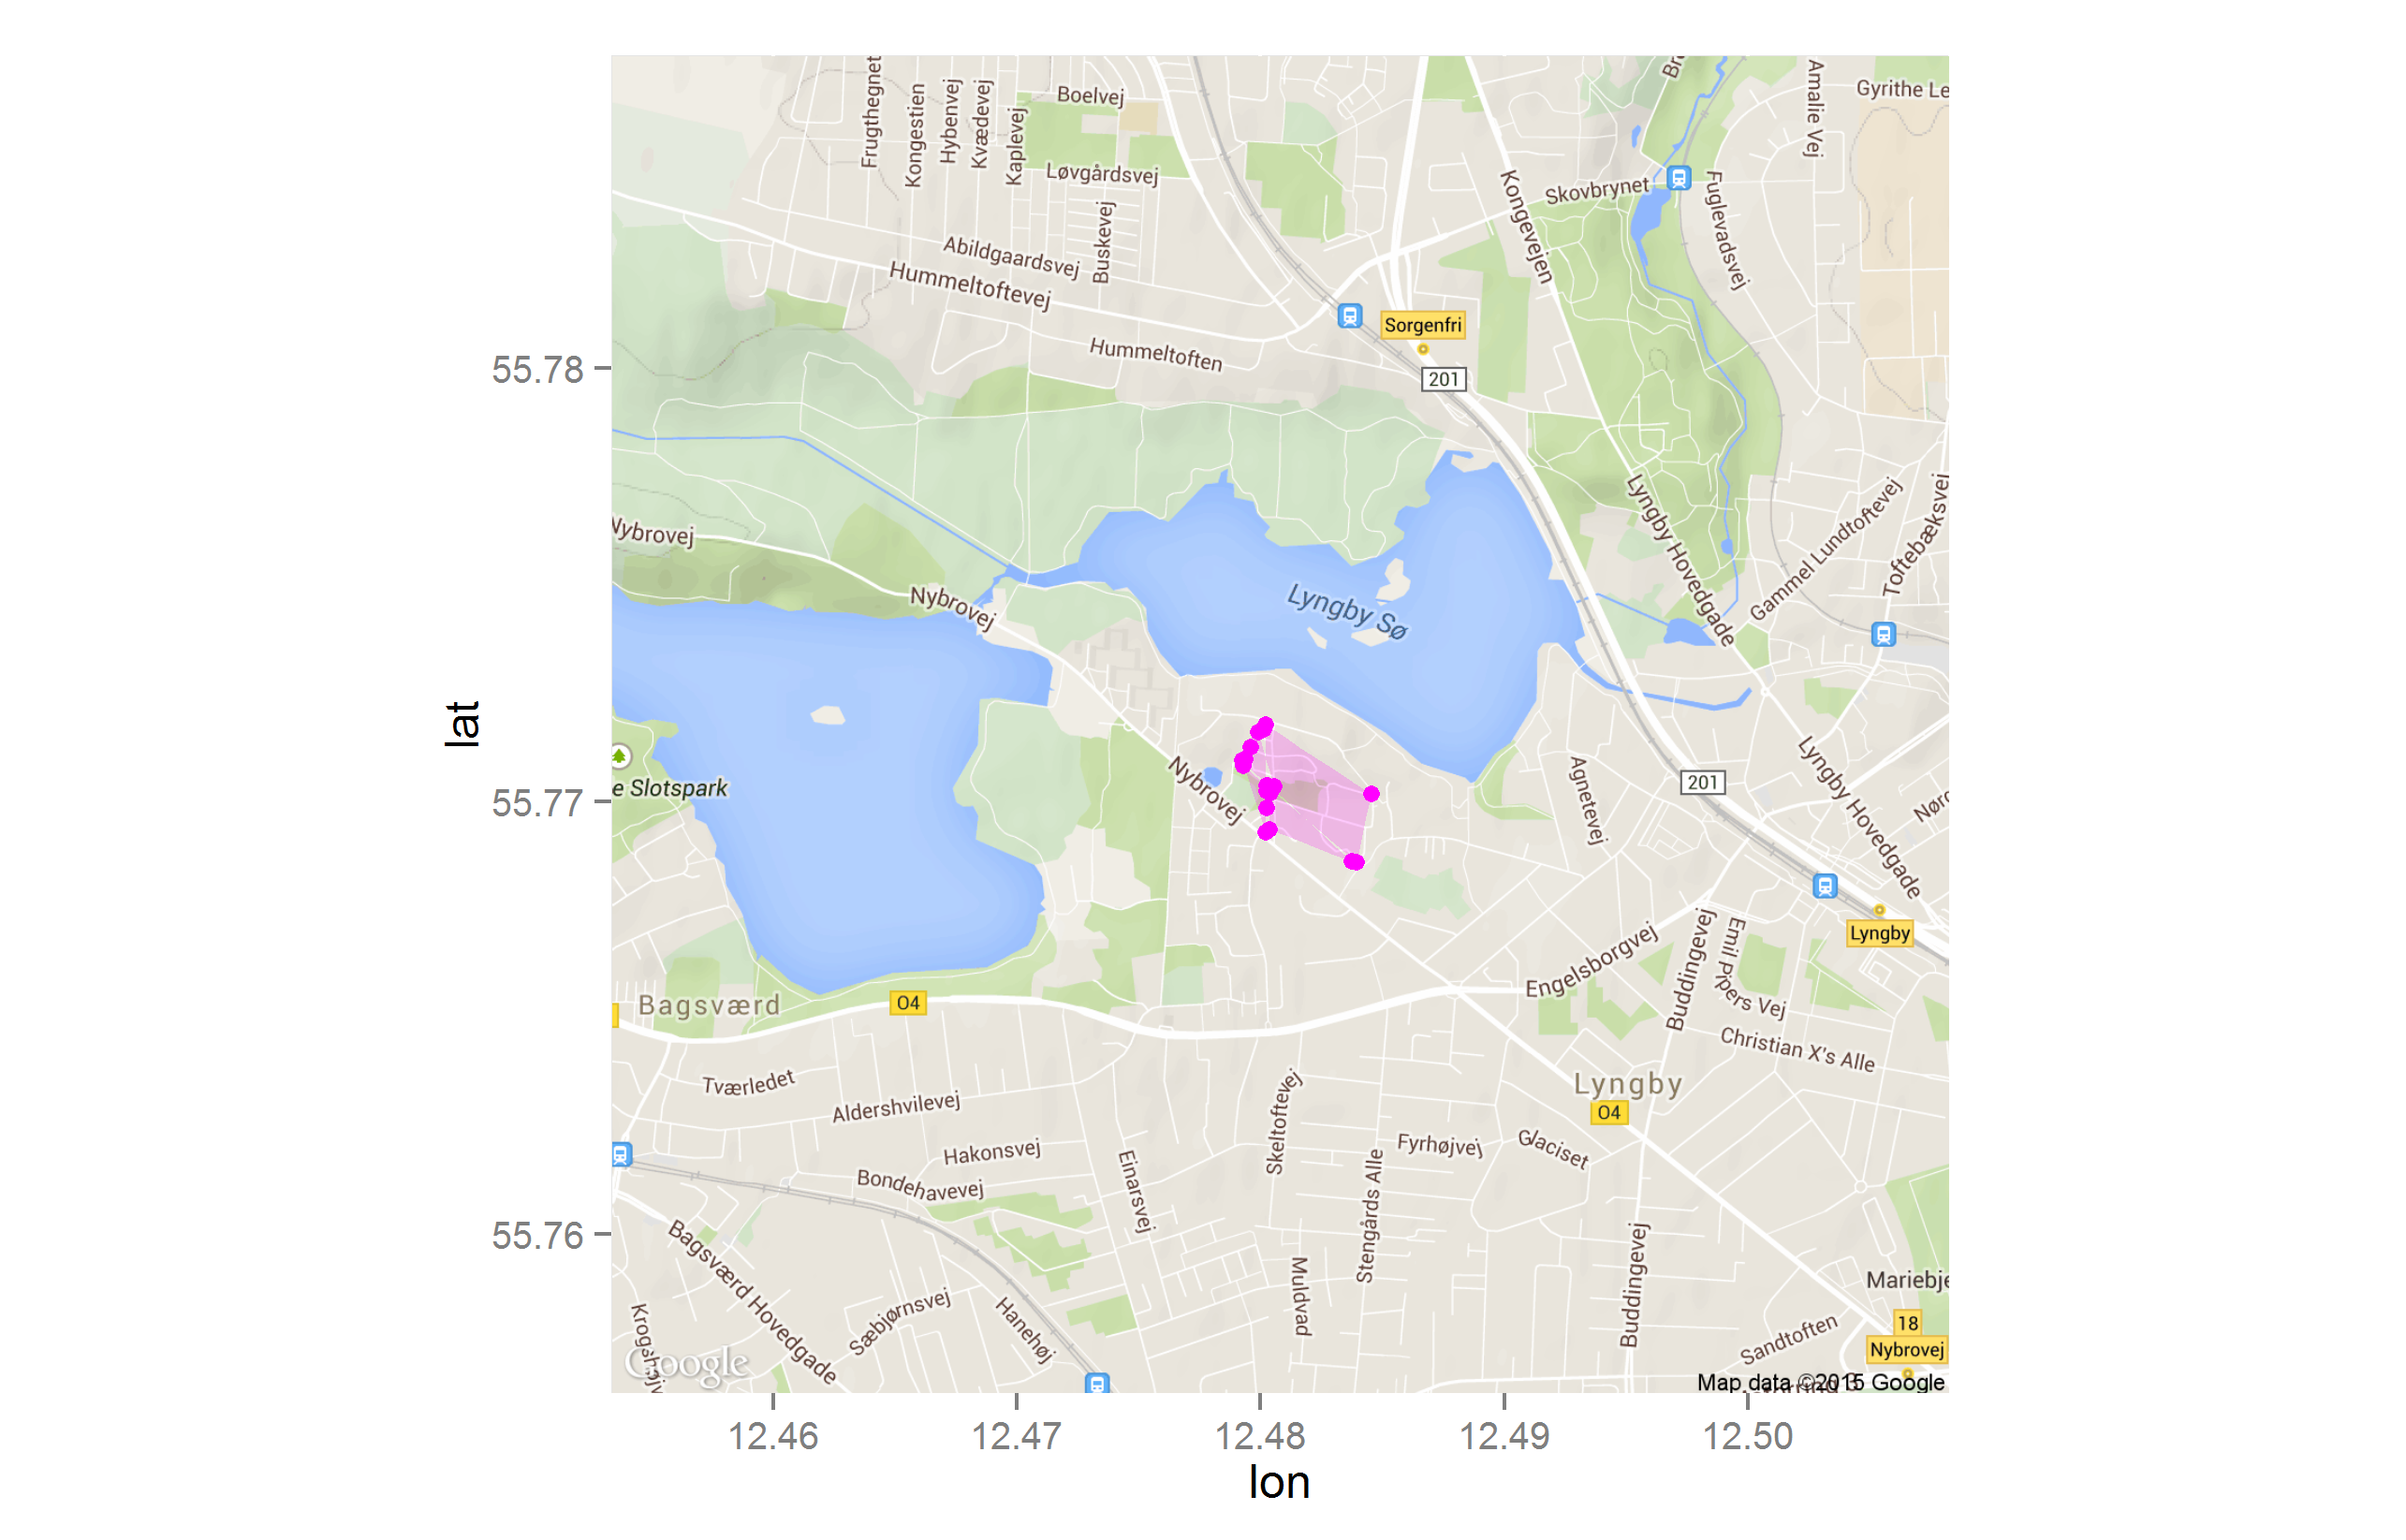 Frugthegnet
Kongestien
Hybenvej
Kvædevej
Kaplevej
Boelvej
Løvgårdsvej
Buskevej
Abildgaardsvej
Hummeltoftevej
Hummeltoften
Kongevejen
Skovbrynet
Fuglevadsvej
Amalie Vej
Gyrithe Le
Sorgenfri
201
55.78
Nybrovej
Nybrovej
Lyngby Sø
Lyngby Hovedgade
Gammel Lundtoftevej
Toftebæksvej
lat
e Slotspark
55.77
Nybrovej
Agnetevej
201
Lyngby Hovedgade
Lyngby
Bagsværd
O4
Engelsborgvej
Buddingevej
Emil Pipers Vej
Christian X's Alle
Tværledet
Aldershvilevej
Hakonsvej
Bondehavevej
Einarsvej
Skeltoftevej
Stengårds Alle
Fyrhøjvej
Glaciset
Lyngby
O4
55.76
Bagsværd Hovedgade
Sæbjørnsvej
Hanehøj
Muldvad
Buddingevej
Mariebje
18
Nybrovej
Sandtoften
Google
Map data ©2015 Google
12.46 12.47 12.48 12.49 12.50
lon